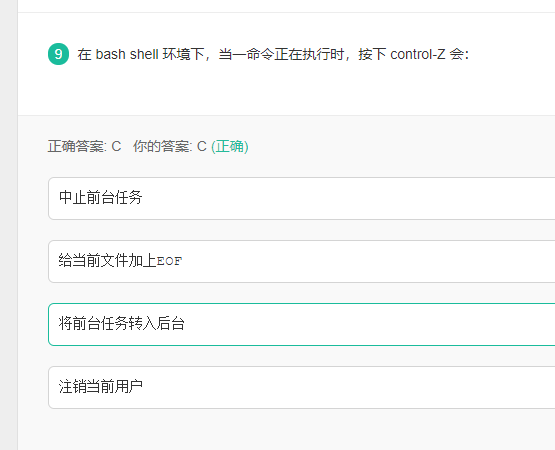 9 在 bash shell 环境下，当一命令正在执行时，按下 control-Z 会：
正确答案: C 你的答案: C (正确)
中止前台任务
给当前文件加上EOF
将前台任务转入后台
注销当前用户